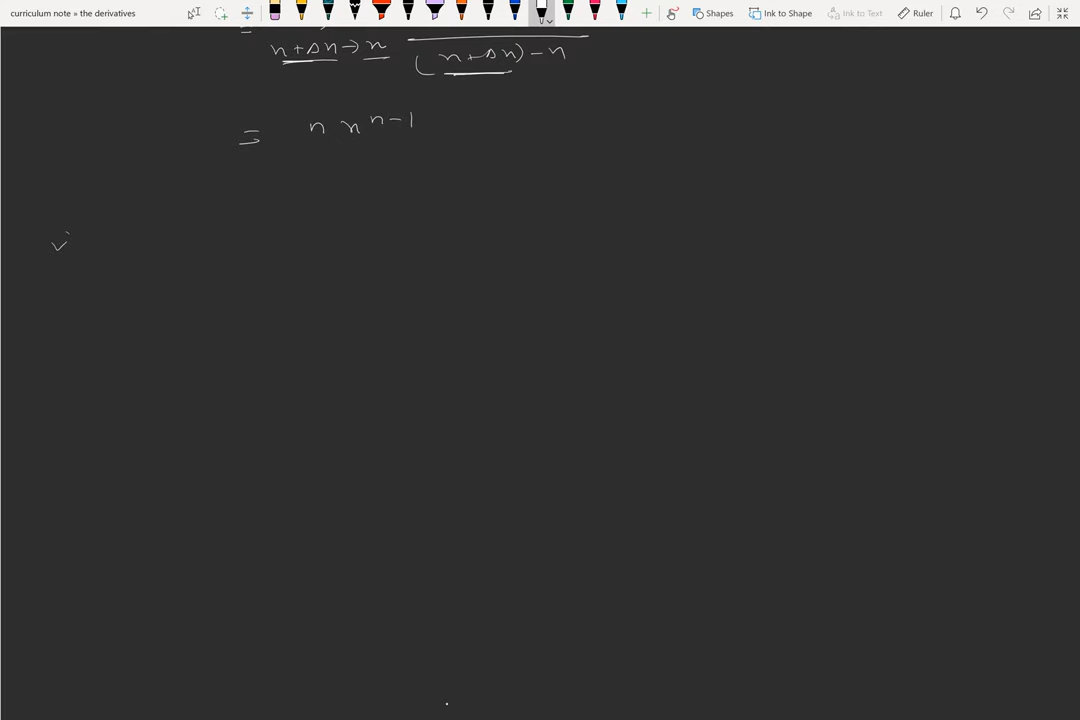 curriculum note » the derivatives
Shapes
Ink to Shape
Ink to Text
Ruler
x+Δx→x (x+Δx)-x
= n x^n-1